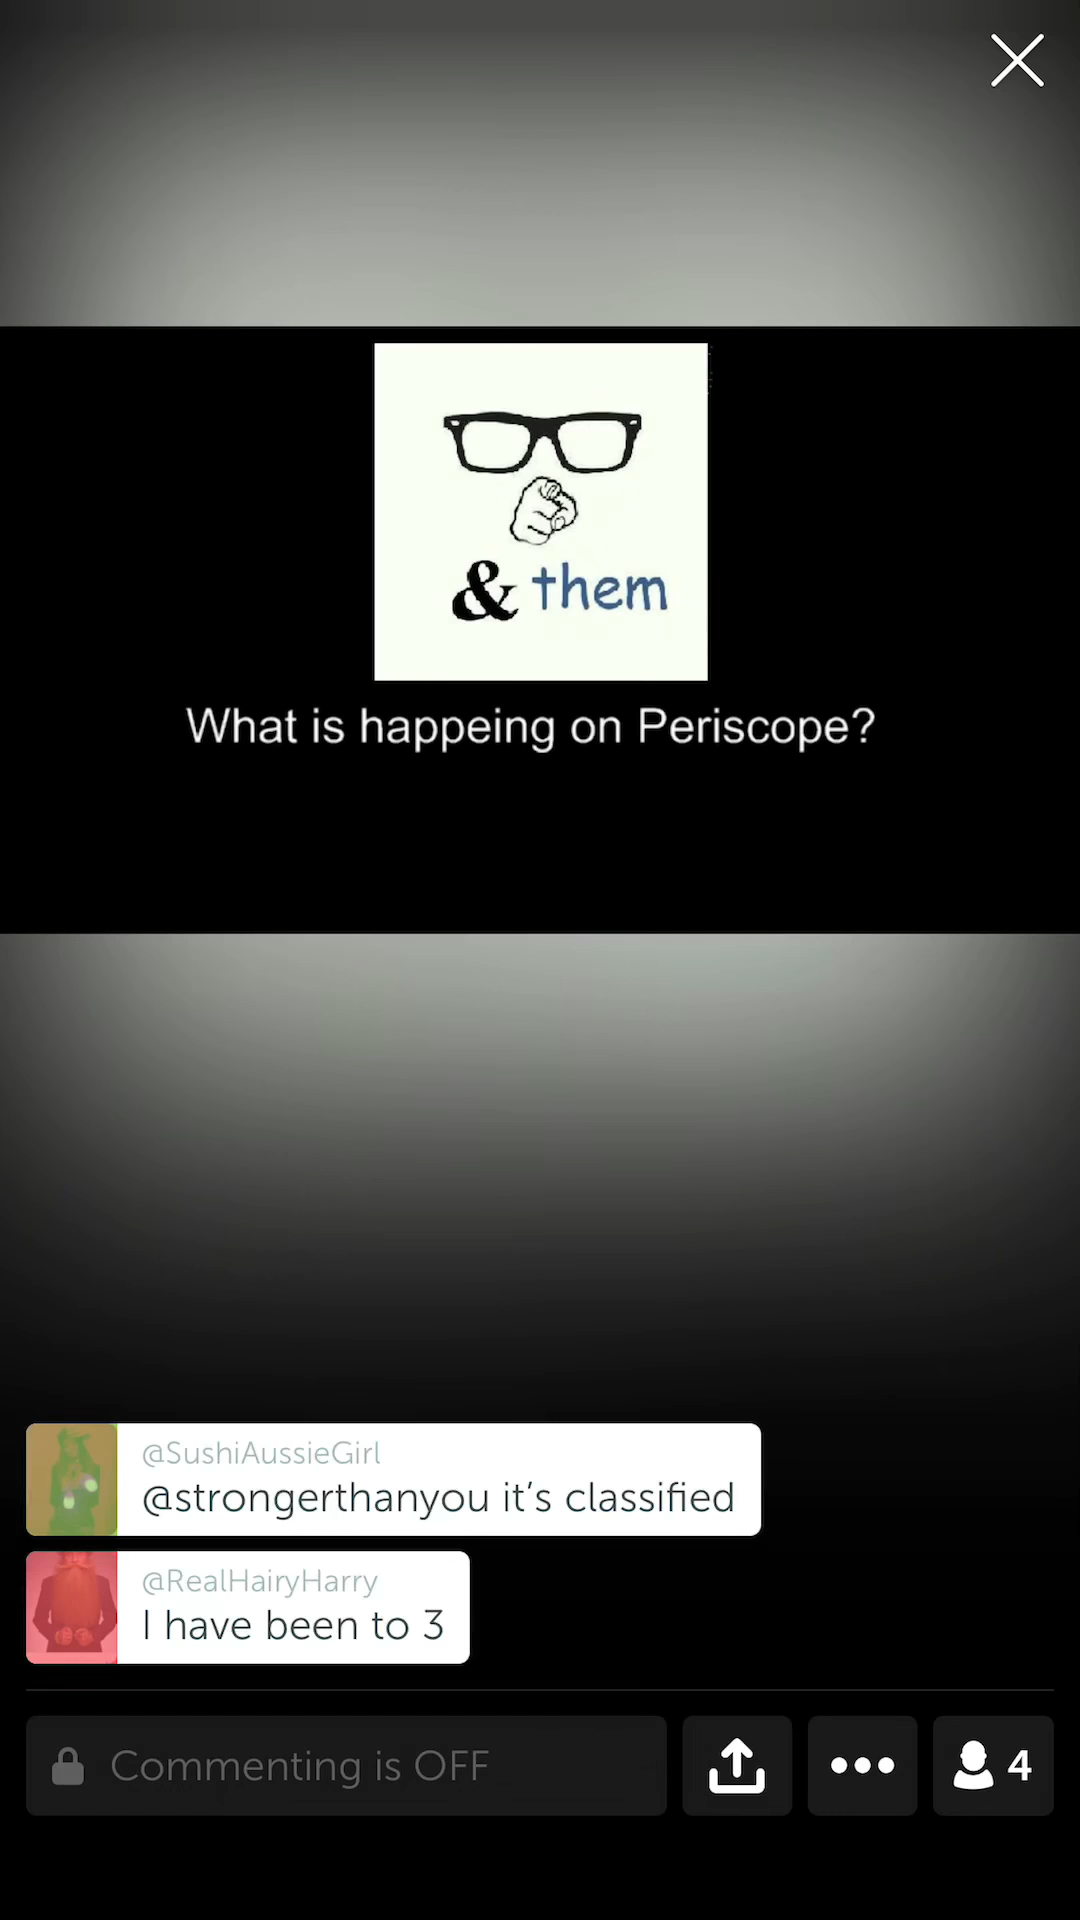 & them
What is happeing on Periscope?
@SushiAussieGirl
@strongerthanyou it's classified
@RealHairyHarry
I have been to 3
Commenting is OFF
4